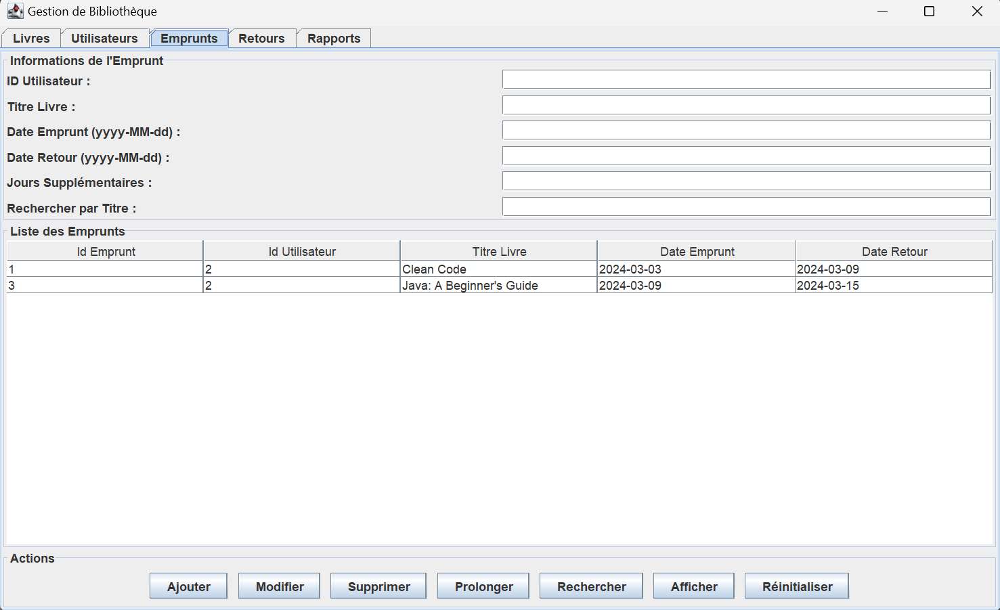 Gestion de Bibliothèque
Livres Utilisateurs Emprunts Retours Rapports
Informations de l'Emprunt
ID Utilisateur :
Titre Livre :
Date Emprunt (yyyy-MM-dd) :
Date Retour (yyyy-MM-dd) :
Jours Supplémentaires :
Rechercher par Titre :
Liste des Emprunts
Id Emprunt Id Utilisateur Titre Livre Date Emprunt Date Retour
1 2 Clean Code 2024-03-03 2024-03-09
3 2 Java: A Beginner's Guide 2024-03-09 2024-03-15
Actions
Ajouter Modifier Supprimer Prolonger Rechercher Afficher Réinitialiser